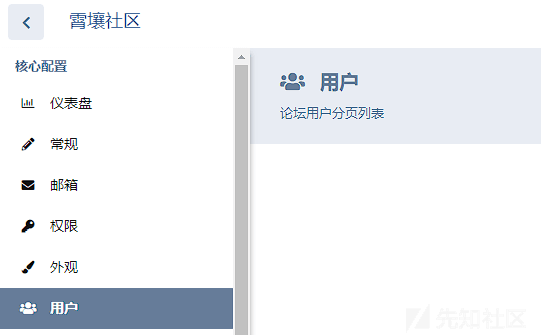 霄壤社区
核心配置
仪表盘
常规
邮箱
权限
外观
用户
用户
论坛用户分页列表
先知社区